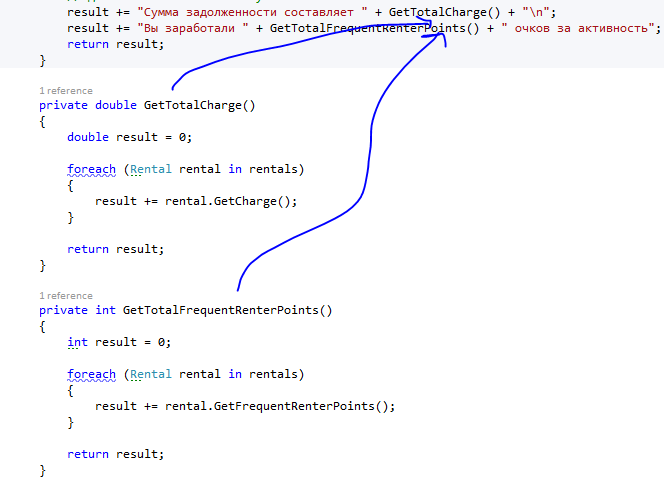 result += "Сумма задолженности составляет " + GetTotalCharge() + "\n";
result += "Вы заработали " + GetTotalFrequentRenterPoints() + " очков за активность";
return result;
}
1 reference
private double GetTotalCharge()
{
double result = 0;
foreach (Rental rental in rentals)
{
result += rental.GetCharge();
}
return result;
}
1 reference
private int GetTotalFrequentRenterPoints()
{
int result = 0;
foreach (Rental rental in rentals)
{
result += rental.GetFrequentRenterPoints();
}
return result;
}